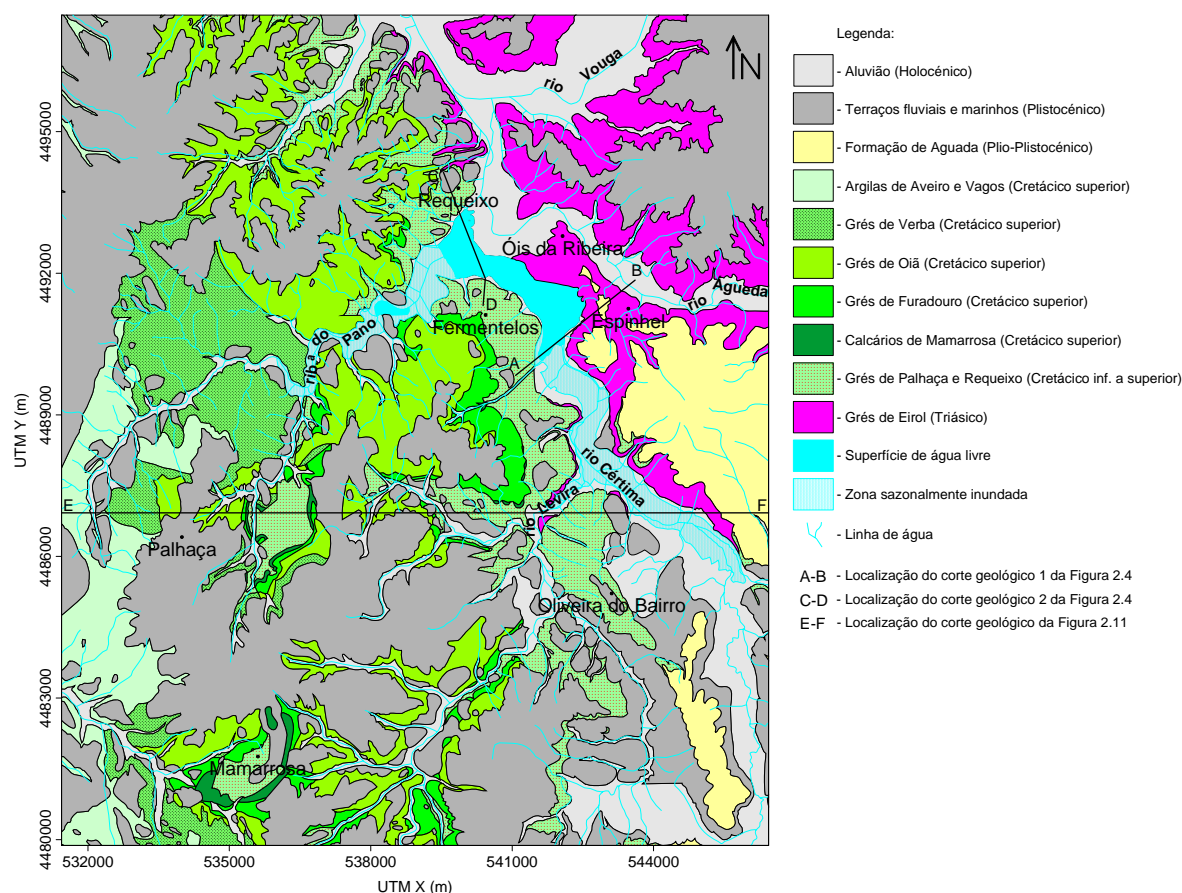 Legenda:
- Aluvião (Holocénico)
- Terraços fluviais e marinhos (Plistocénico)
- Formação de Aguada (Plio-Plistocénico)
- Argilas de Aveiro e Vagos (Cretácico superior)
- Grés de Verba (Cretácico superior)
- Grés de Oiã (Cretácico superior)
- Grés de Furadouro (Cretácico superior)
- Calcários de Mamarrosa (Cretácico superior)
- Grés de Palhaça e Requeixo (Cretácico inf. a superior)
- Grés de Eirol (Triásico)
- Superfície de água livre
- Zona sazonalmente inundada
- Linha de água
A-B - Localização do corte geológico 1 da Figura 2.4
C-D - Localização do corte geológico 2 da Figura 2.4
E-F - Localização do corte geológico da Figura 2.11
N
rio Vouga
C
Requeixo
Óis da Ribeira
B
rio Águeda
D
Fermentelos
Espinhel
ribª do Pano
A
rio Cértima
rio Levira
E
F
Palhaça
Oliveira do Bairro
Mamarrosa
UTM Y (m)
4495000
4492000
4489000
4486000
4483000
4480000
532000 535000 538000 541000 544000
UTM X (m)